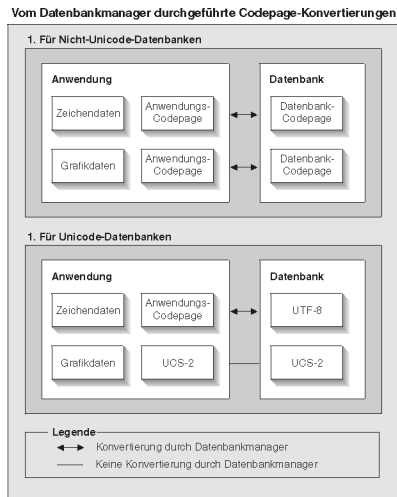 Vom Datenbankmanager durchgeführte Codepage-Konvertierungen
1. Für Nicht-Unicode-Datenbanken
Anwendung
Datenbank
Zeichendaten
Anwendungs-
Codepage
Datenbank-
Codepage
Grafikdaten
Anwendungs-
Codepage
Datenbank-
Codepage
1. Für Unicode-Datenbanken
Anwendung
Datenbank
Zeichendaten
Anwendungs-
Codepage
UTF-8
Grafikdaten
UCS-2
UCS-2
Legende
Konvertierung durch Datenbankmanager
Keine Konvertierung durch Datenbankmanager